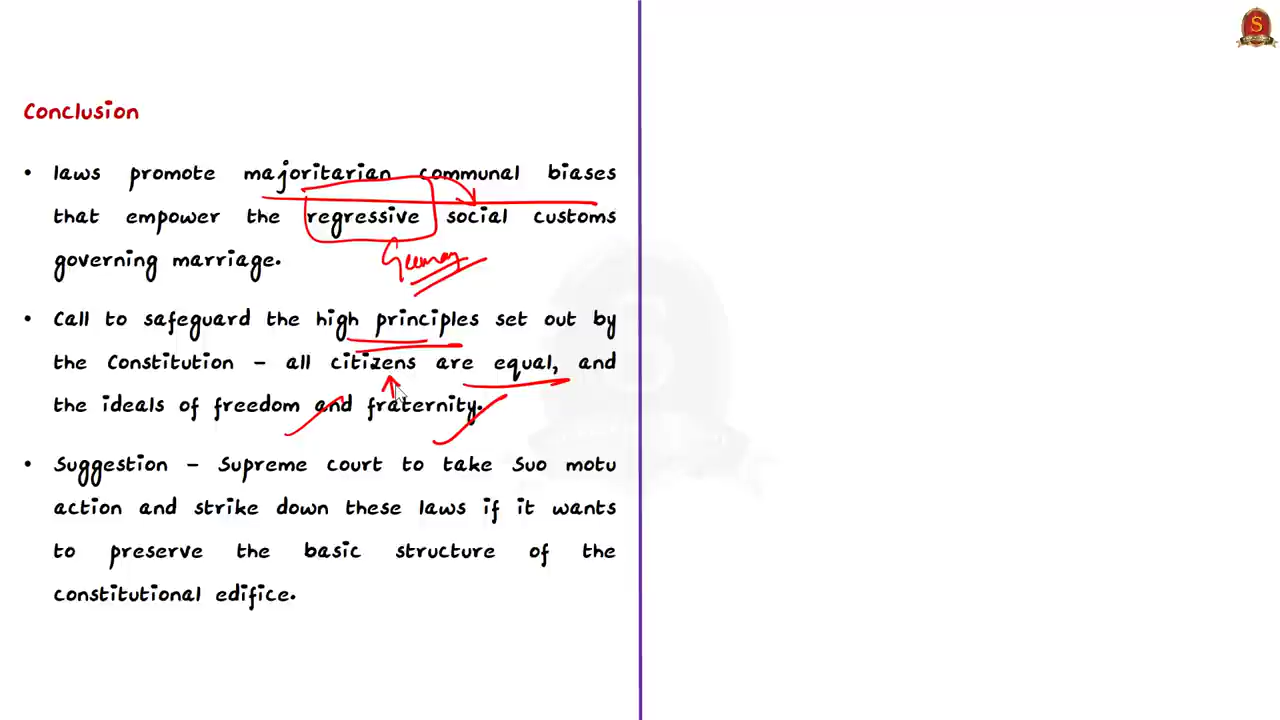 Conclusion
• laws promote majoritarian communal biases
that empower the regressive social customs
governing marriage.
• Call to safeguard the high principles set out by
the Constitution – all citizens are equal, and
the ideals of freedom and fraternity.
• Suggestion – Supreme court to take Suo motu
action and strike down these laws if it wants
to preserve the basic structure of the
constitutional edifice.
S